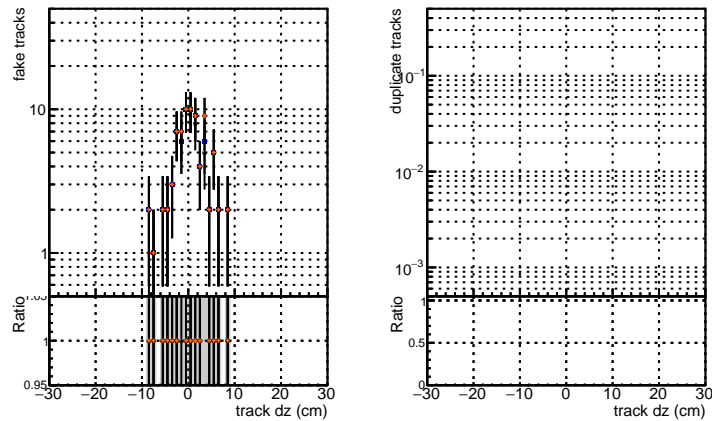 fake tracks
10
1
Ratio
1.05
1
0.95
−30 −20 −10 0 10 20 30
track dz (cm)
duplicate tracks
10−1
10−2
10−3
Ratio
1
0.5
0
−30 −20 −10 0 10 20 30
track dz (cm)